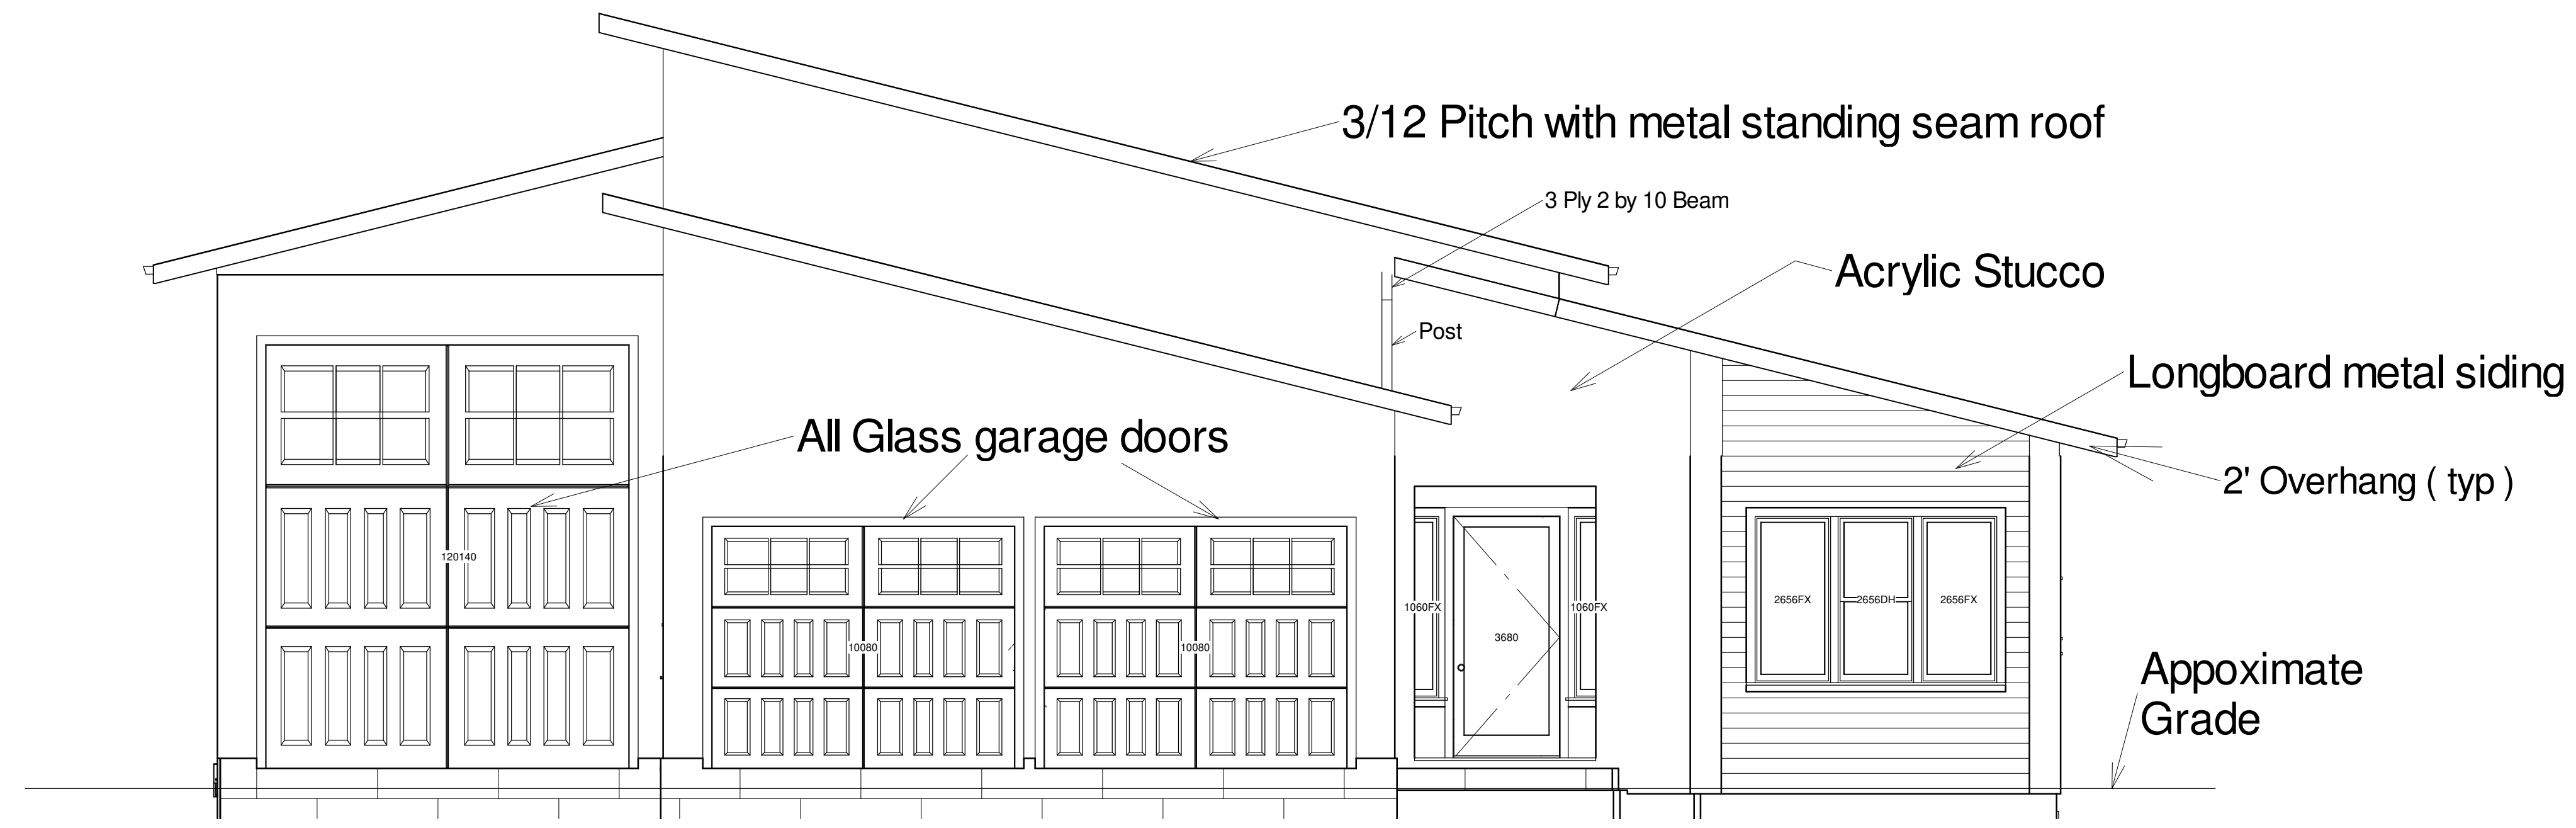 3/12 Pitch with metal standing seam roof
3 Ply 2 by 10 Beam
Acrylic Stucco
Post
Longboard metal siding
All Glass garage doors
2' Overhang ( typ )
120140
10080
10080
1060FX
3680
1060FX
2656FX
2656DH
2656FX
Appoximate
Grade